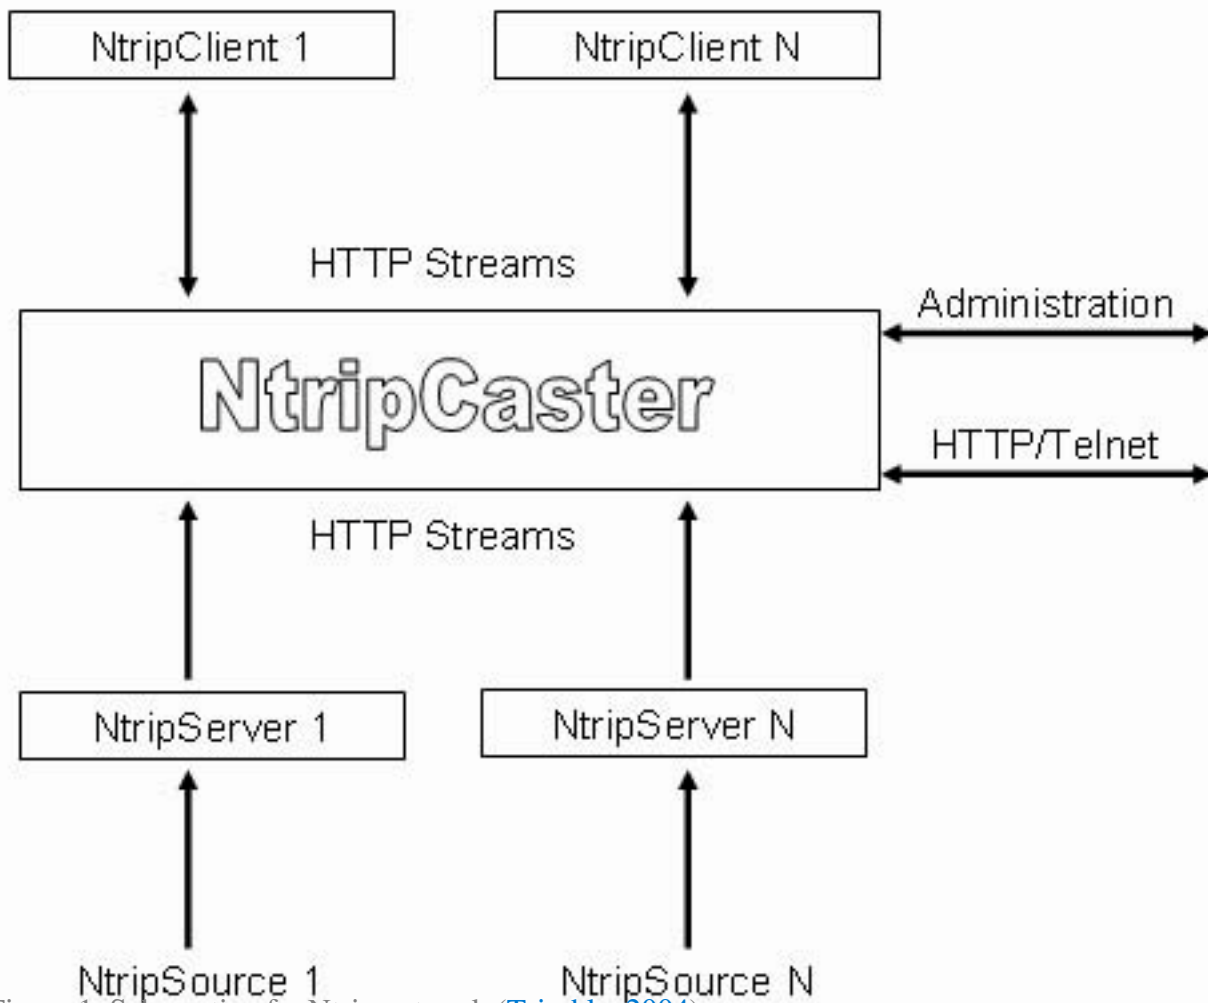 NtripClient 1
NtripClient N
HTTP Streams
Administration
NtripCaster
HTTP/Telnet
HTTP Streams
NtripServer 1
NtripServer N
NtripSource 1
NtripSource N